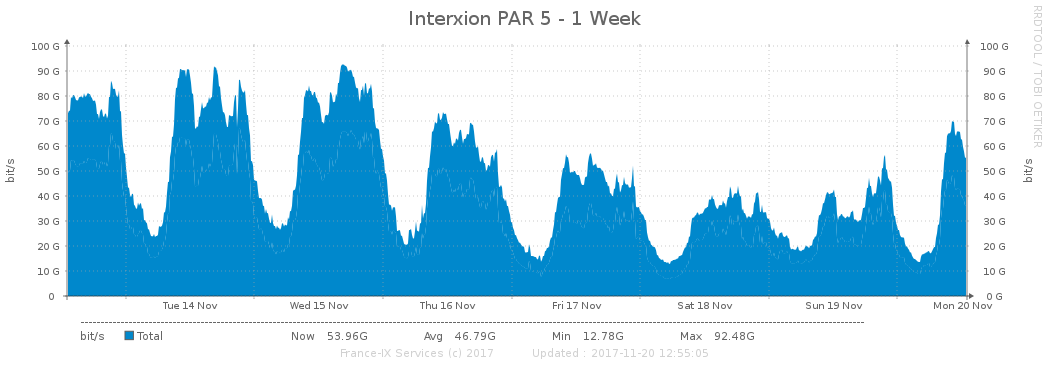 Interxion PAR 5 - 1 Week
RRDTOOL / TOBI OETIKER
bit/s
100 G 100 G
90 G 90 G
80 G 80 G
70 G 70 G
60 G 60 G
50 G 50 G
40 G 40 G
30 G 30 G
20 G 20 G
10 G 10 G
0 0 G
bit/s
Tue 14 Nov Wed 15 Nov Thu 16 Nov Fri 17 Nov Sat 18 Nov Sun 19 Nov Mon 20 Nov
bit/s Total Now 53.96G Avg 46.79G Min 12.78G Max 92.48G
France-IX Services (c) 2017 Updated : 2017-11-20 12:55:05